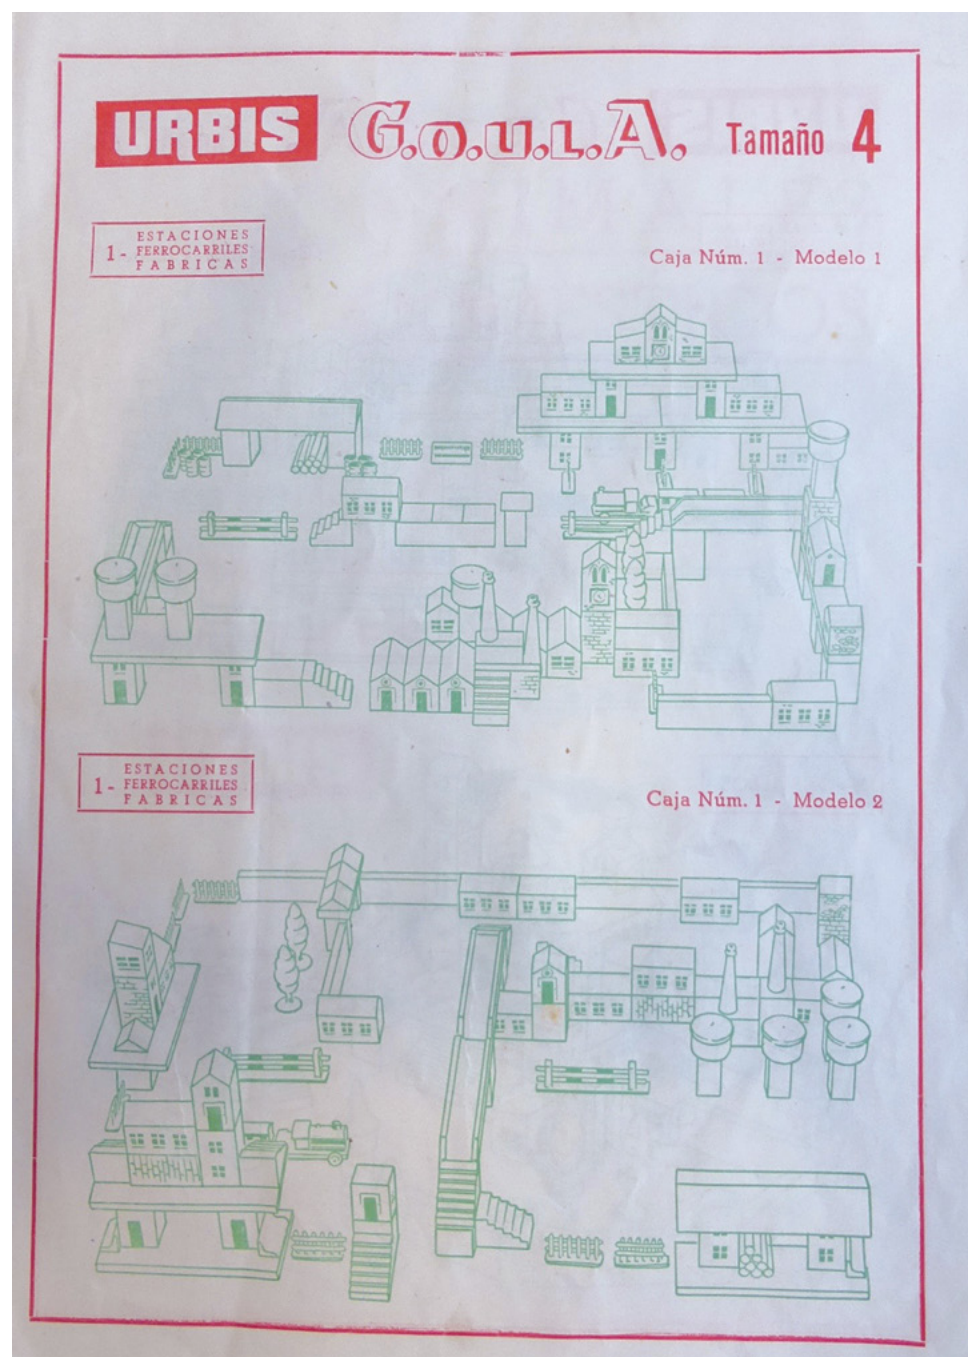 URBIS G.O.U.L.A. Tamaño 4
1- ESTACIONES
FERROCARRILES
FABRICAS
Caja Núm. 1 - Modelo 1
1- ESTACIONES
FERROCARRILES
FABRICAS
Caja Núm. 1 - Modelo 2